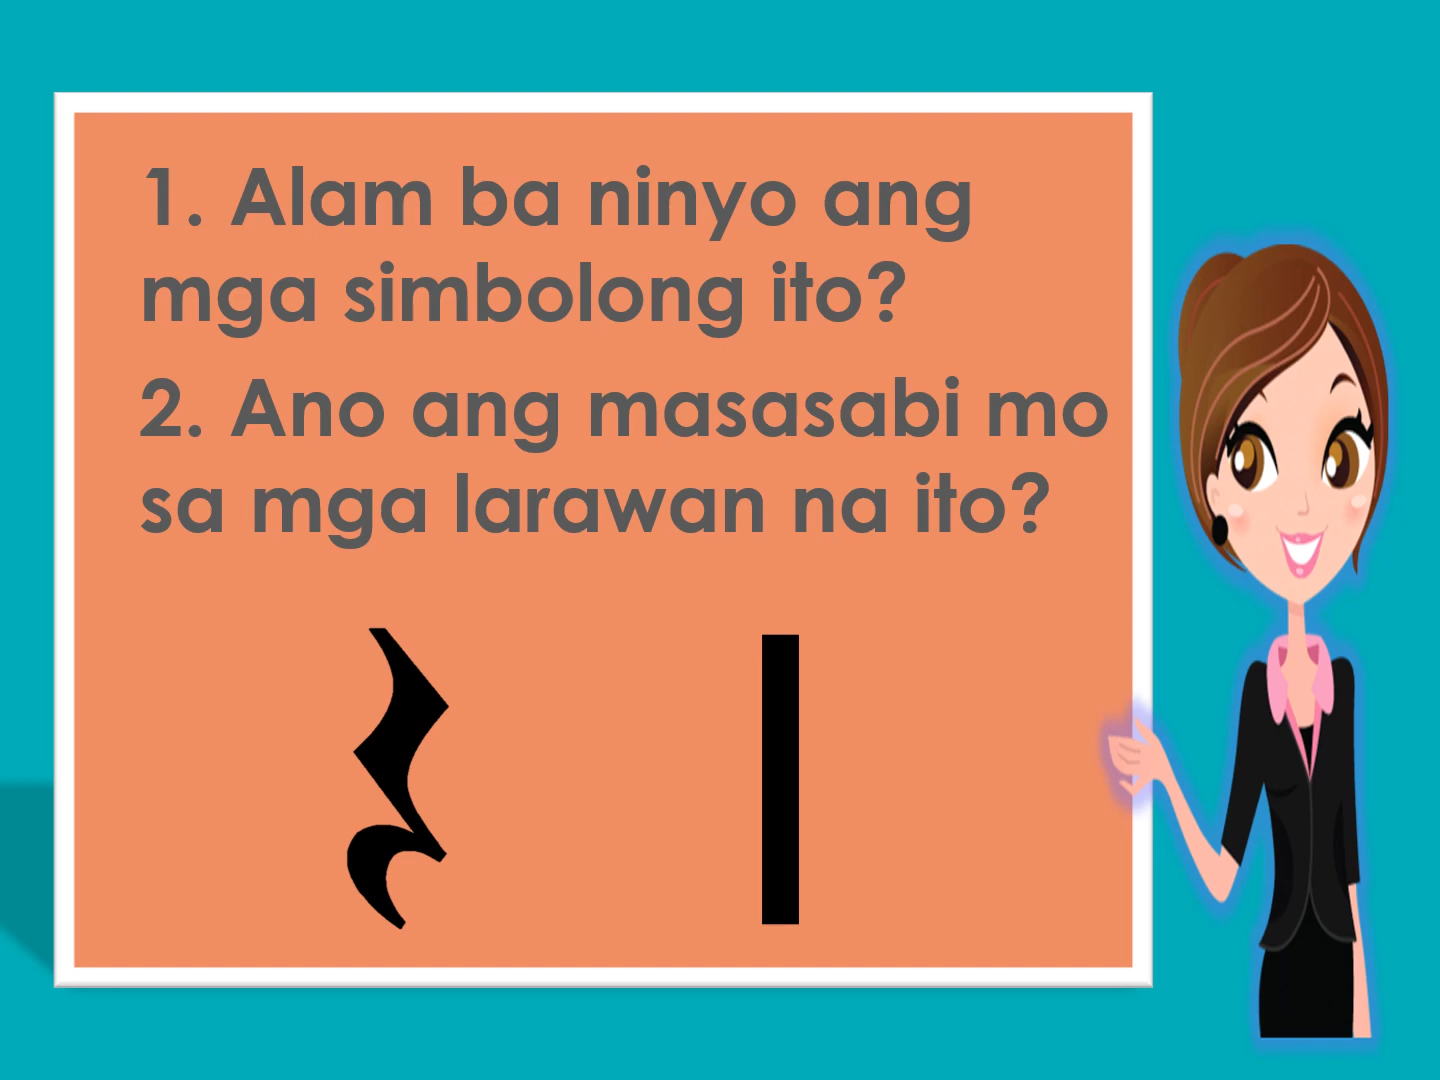 1. Alam ba ninyo ang
mga simbolong ito?
2. Ano ang masasabi mo
sa mga larawan na ito?